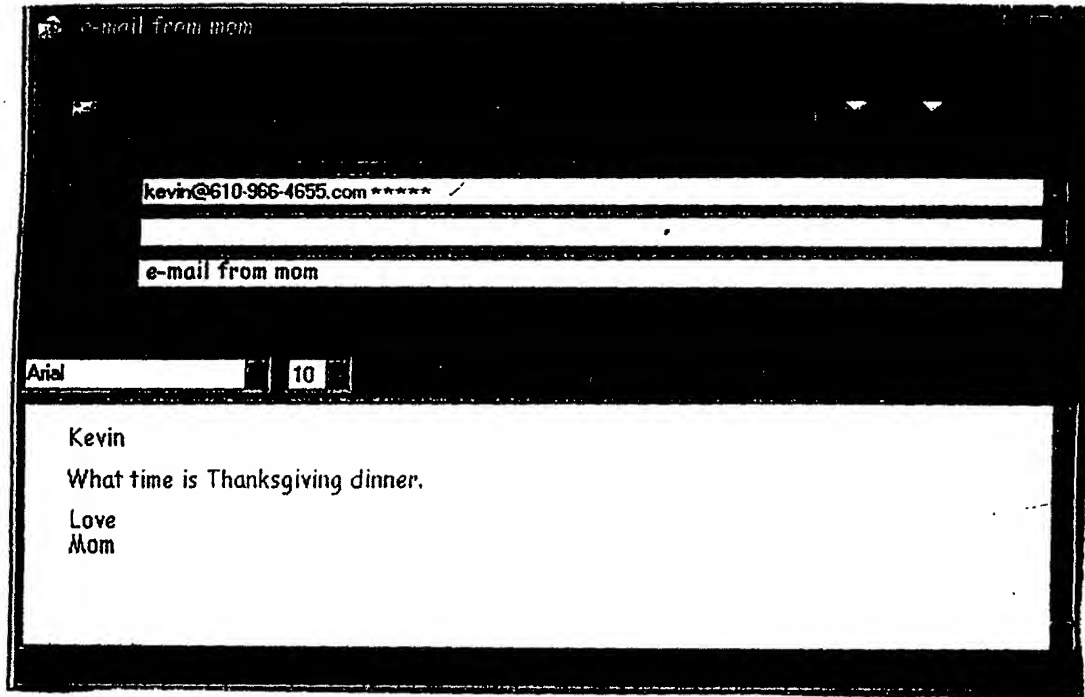 e-mail from mom
kevin@610-966-4655.com *****
e-mail from mom
Arial 10
Kevin
What time is Thanksgiving dinner.
Love
Mom